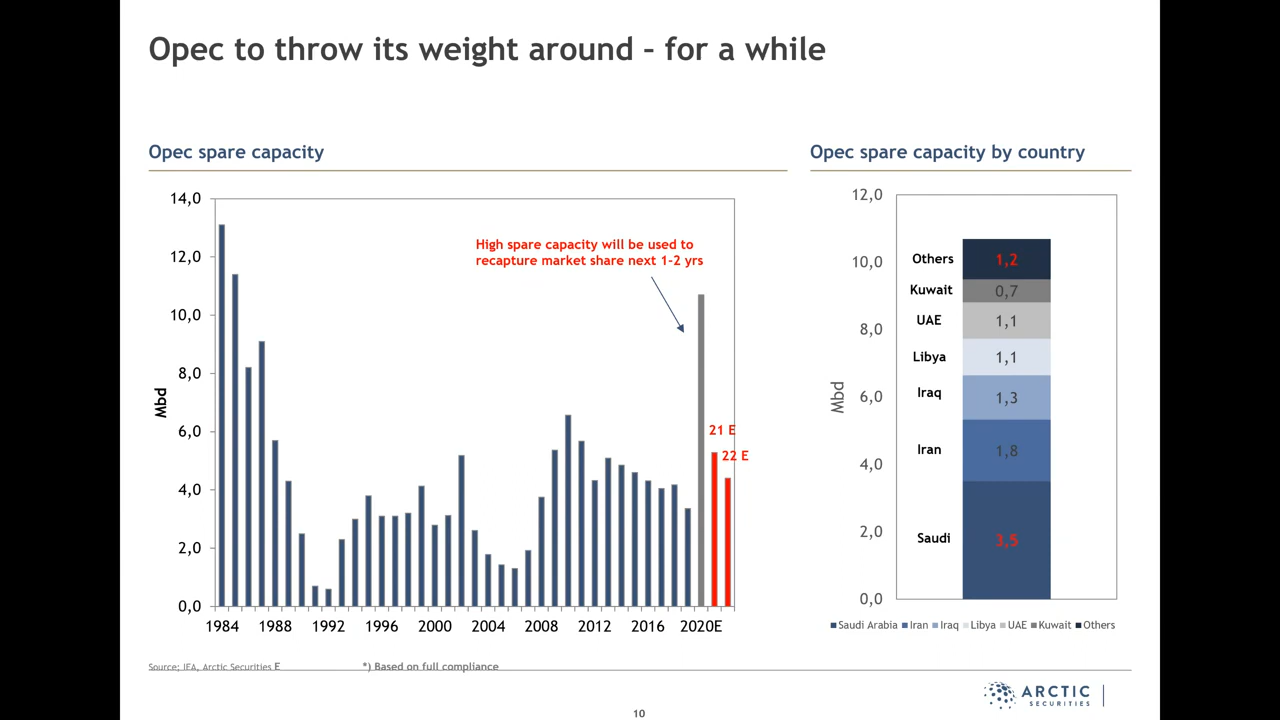 Opec to throw its weight around – for a while
Opec spare capacity
Opec spare capacity by country
14,0
12,0
10,0
8,0
6,0
4,0
2,0
0,0
Mbd
High spare capacity will be used to
recapture market share next 1-2 yrs
21 E
22 E
1984 1988 1992 1996 2000 2004 2008 2012 2016 2020E
12,0
10,0
8,0
6,0
4,0
2,0
0,0
Mbd
Others 1,2
Kuwait 0,7
UAE 1,1
Libya 1,1
Iraq 1,3
Iran 1,8
Saudi 3,5
Saudi Arabia Iran Iraq Libya UAE Kuwait Others
Source; IEA, Arctic Securities E
*) Based on full compliance
ARCTIC
SECURITIES
10